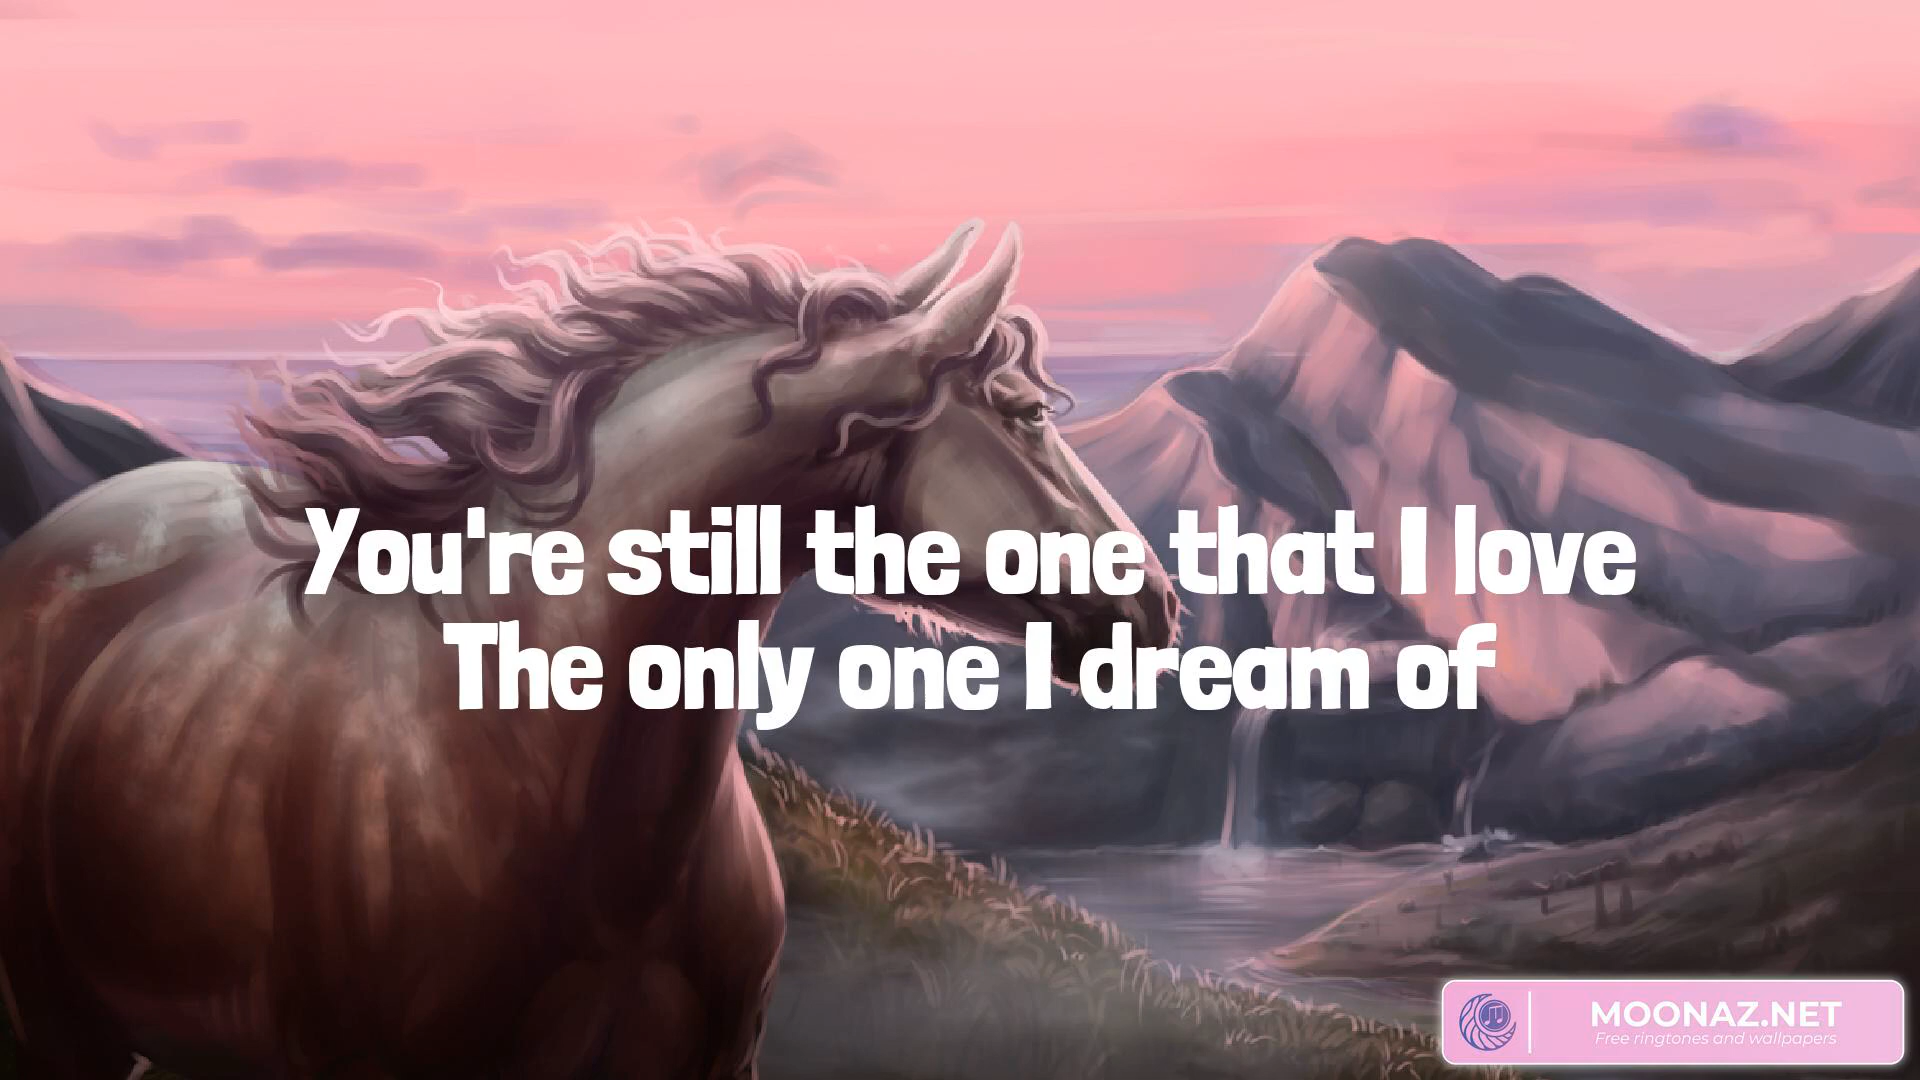 You're still the one that I love
The only one I dream of
MOONAZ.NET
Free ringtones and wallpapers